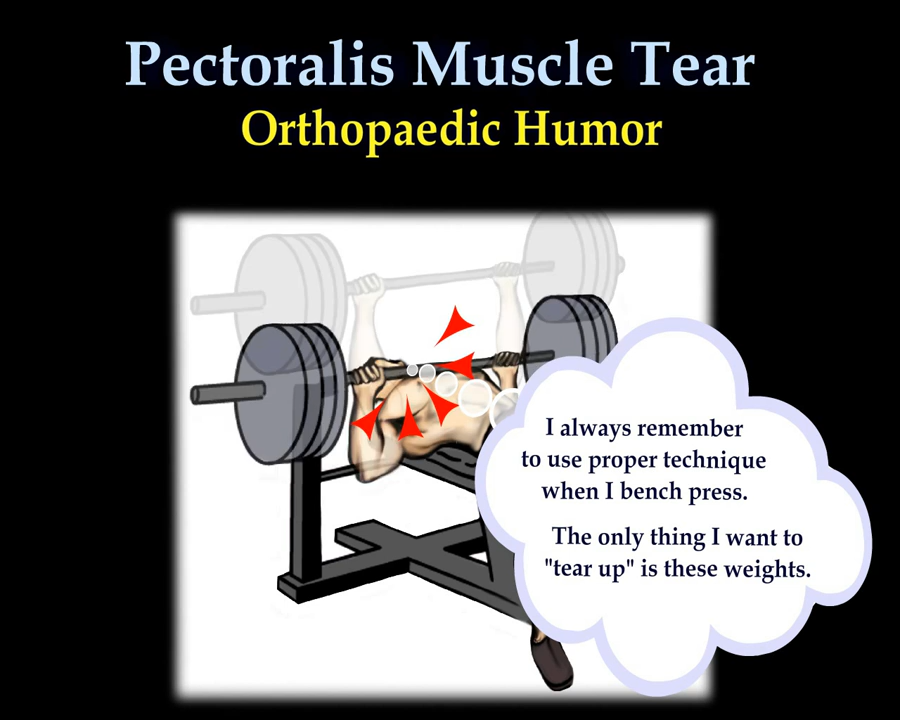 Pectoralis Muscle Tear
Orthopaedic Humor
I always remember
to use proper technique
when I bench press.
The only thing I want to
"tear up" is these weights.